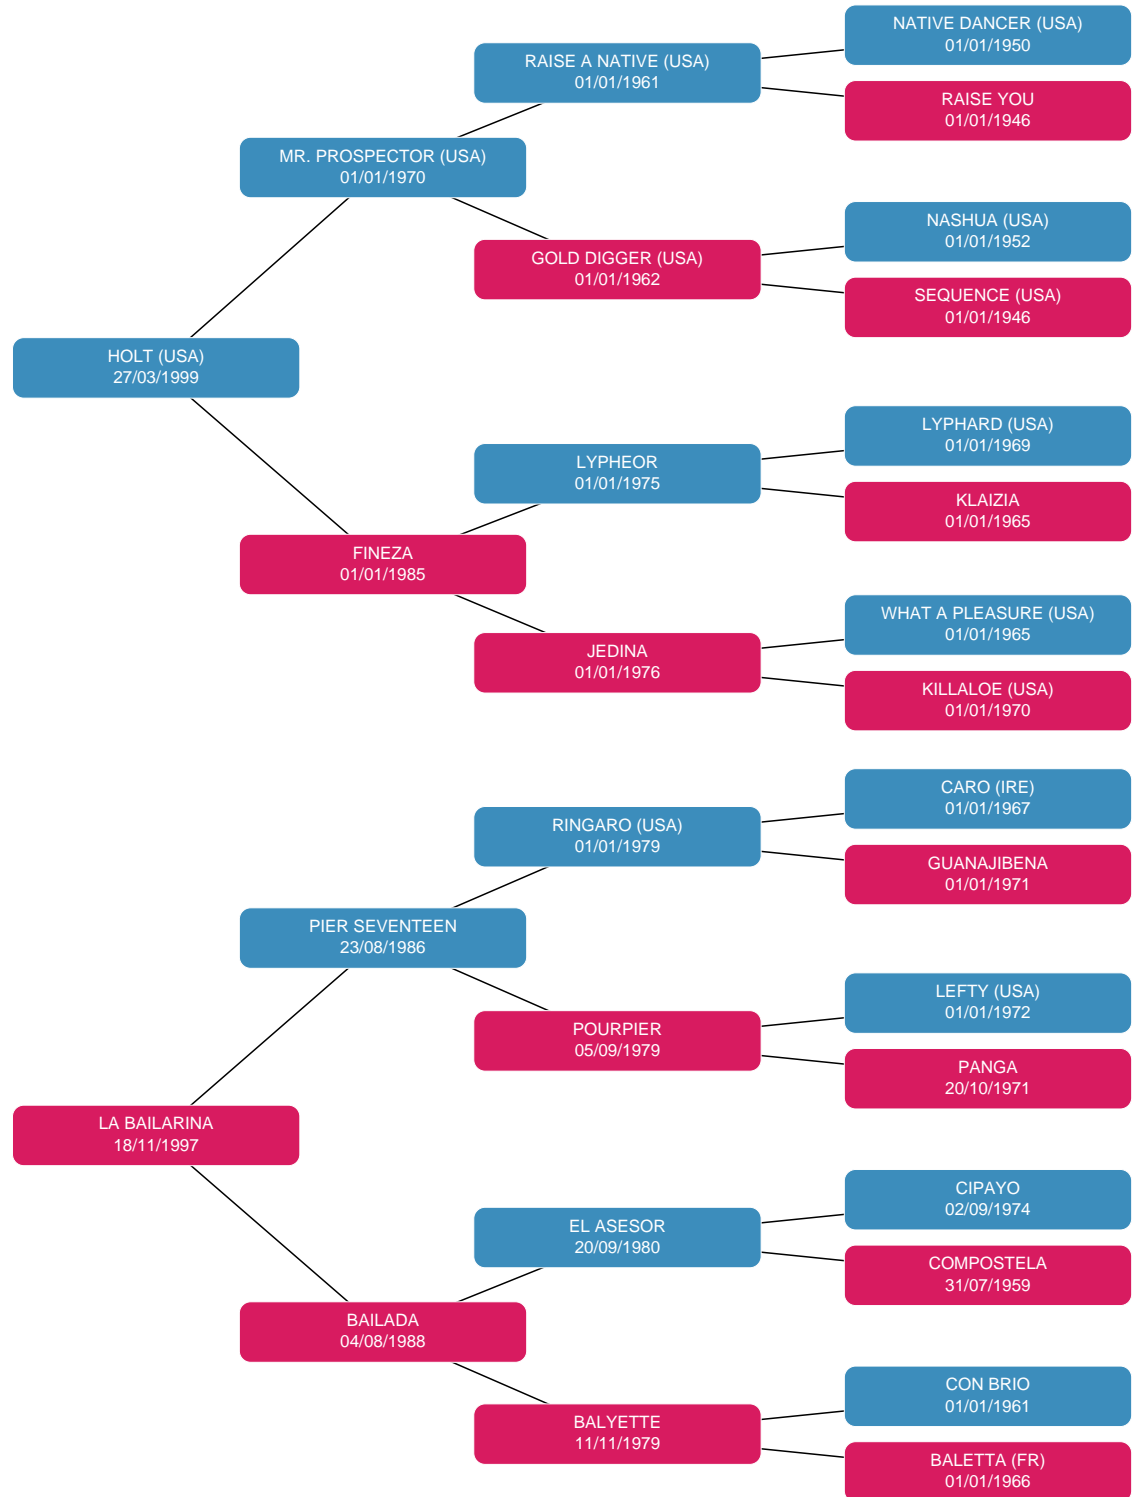 NATIVE DANCER (USA)
01/01/1950
RAISE A NATIVE (USA)
01/01/1961
RAISE YOU
01/01/1946
MR. PROSPECTOR (USA)
01/01/1970
NASHUA (USA)
01/01/1952
GOLD DIGGER (USA)
01/01/1962
SEQUENCE (USA)
01/01/1946
HOLT (USA)
27/03/1999
LYPHARD (USA)
01/01/1969
LYPHEOR
01/01/1975
KLAIZIA
01/01/1965
FINEZA
01/01/1985
WHAT A PLEASURE (USA)
01/01/1965
JEDINA
01/01/1976
KILLALOE (USA)
01/01/1970
CARO (IRE)
01/01/1967
RINGARO (USA)
01/01/1979
GUANAJIBENA
01/01/1971
PIER SEVENTEEN
23/08/1986
LEFTY (USA)
01/01/1972
POURPIER
05/09/1979
PANGA
20/10/1971
LA BAILARINA
18/11/1997
CIPAYO
02/09/1974
EL ASESOR
20/09/1980
COMPOSTELA
31/07/1959
BAILADA
04/08/1988
CON BRIO
01/01/1961
BALYETTE
11/11/1979
BALETTA (FR)
01/01/1966